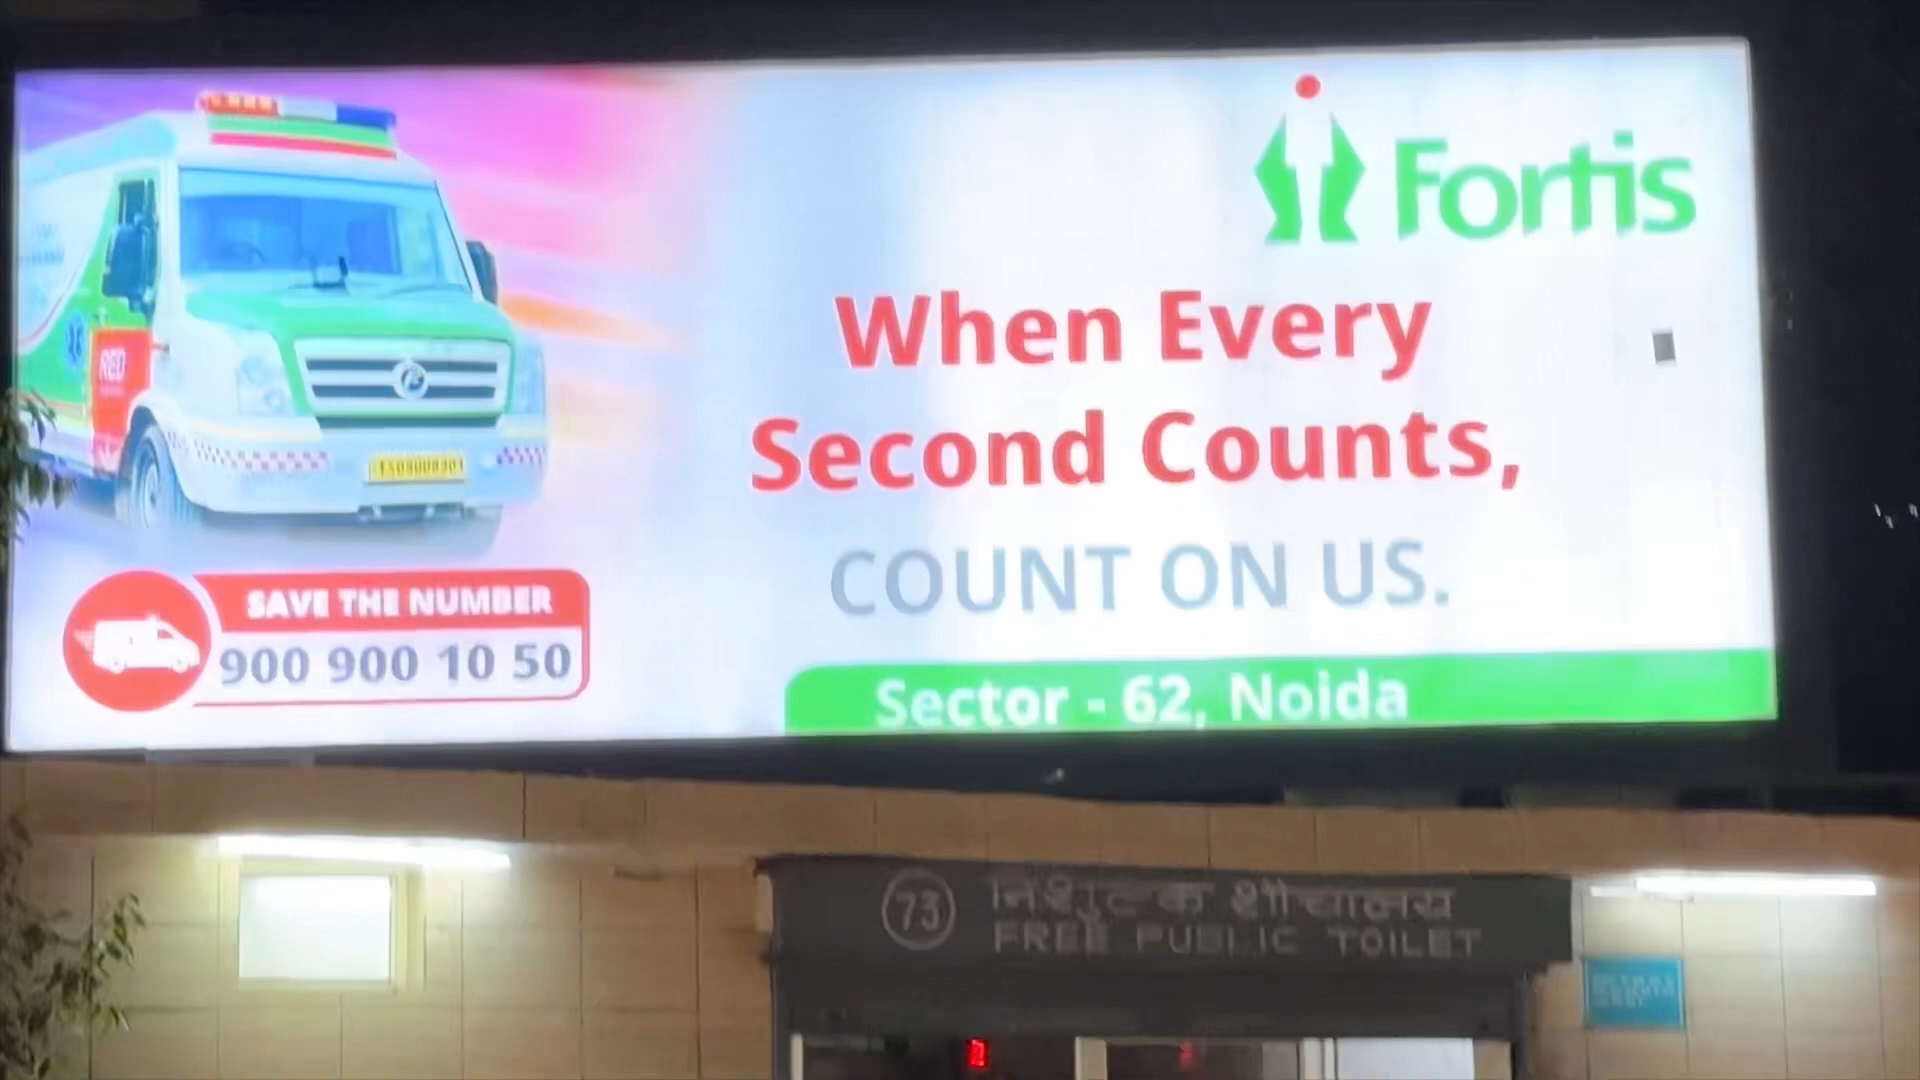 Fortis
When Every
Second Counts,
COUNT ON US.
RED
SAVE THE NUMBER
900 900 10 50
Sector - 62, Noida
73 निःशुल्क शौचालय
FREE PUBLIC TOILET